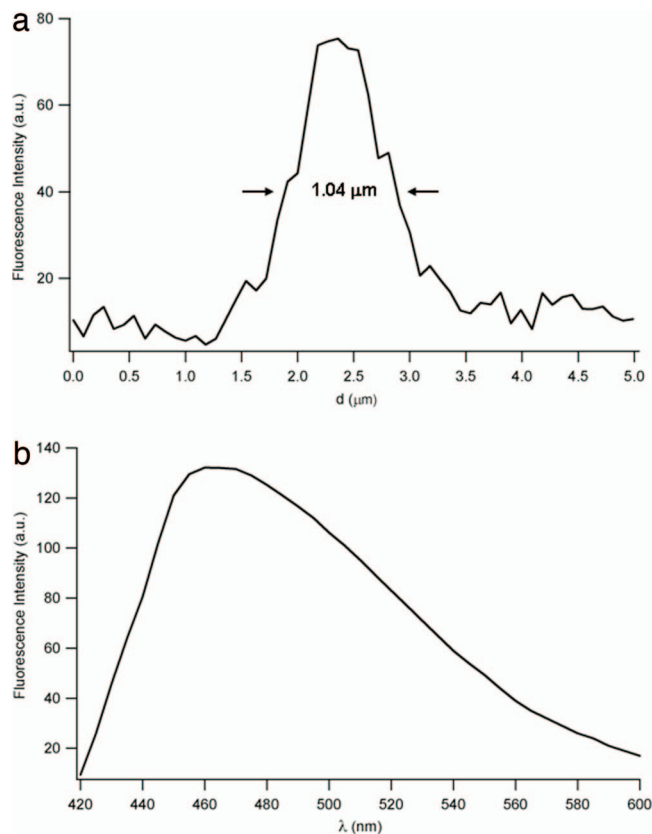 a
80
60
40
20
Fluorescence Intensity (a.u.)
1.04 μm
0.0 0.5 1.0 1.5 2.0 2.5 3.0 3.5 4.0 4.5 5.0
d (μm)
b
140
120
100
80
60
40
20
Fluorescence Intensity (a.u.)
420 440 460 480 500 520 540 560 580 600
λ (nm)